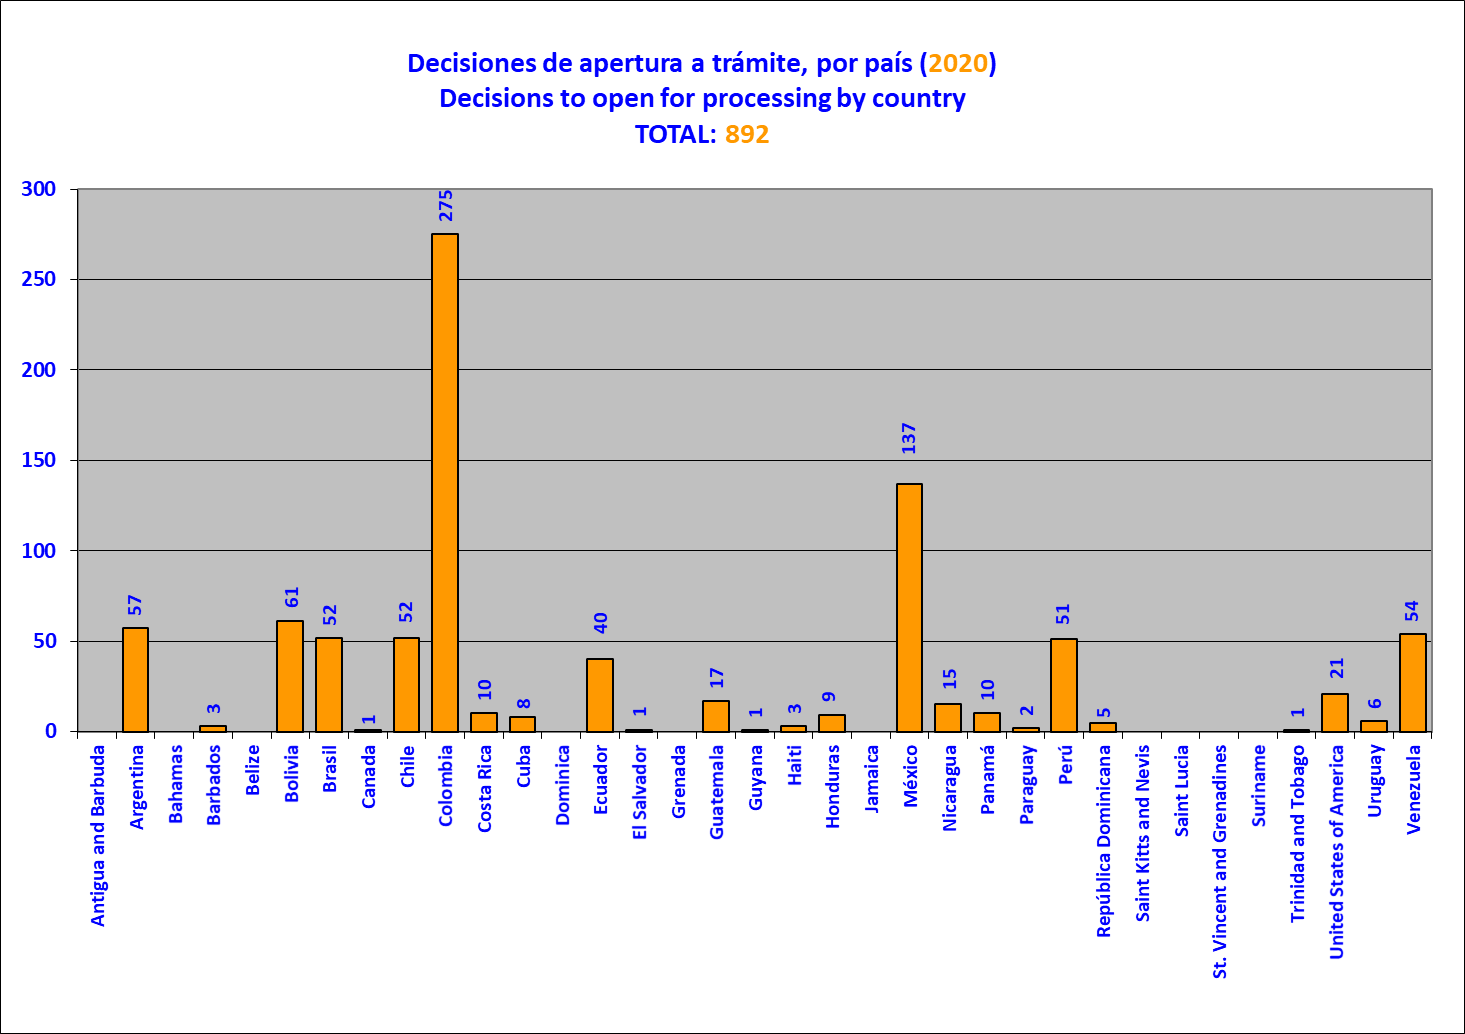 Decisiones de apertura a trámite, por país (2020)
Decisions to open for processing by country
TOTAL: 892
300
250
200
150
100
50
0
57
3
61
52
1
52
275
10
8
40
1
17
1
3
9
137
15
10
2
51
5
1
21
6
54
Antigua and Barbuda
Argentina
Bahamas
Barbados
Belize
Bolivia
Brasil
Canada
Chile
Colombia
Costa Rica
Cuba
Dominica
Ecuador
El Salvador
Grenada
Guatemala
Guyana
Haiti
Honduras
Jamaica
México
Nicaragua
Panamá
Paraguay
Perú
República Dominicana
Saint Kitts and Nevis
Saint Lucia
St. Vincent and Grenadines
Suriname
Trinidad and Tobago
United States of America
Uruguay
Venezuela